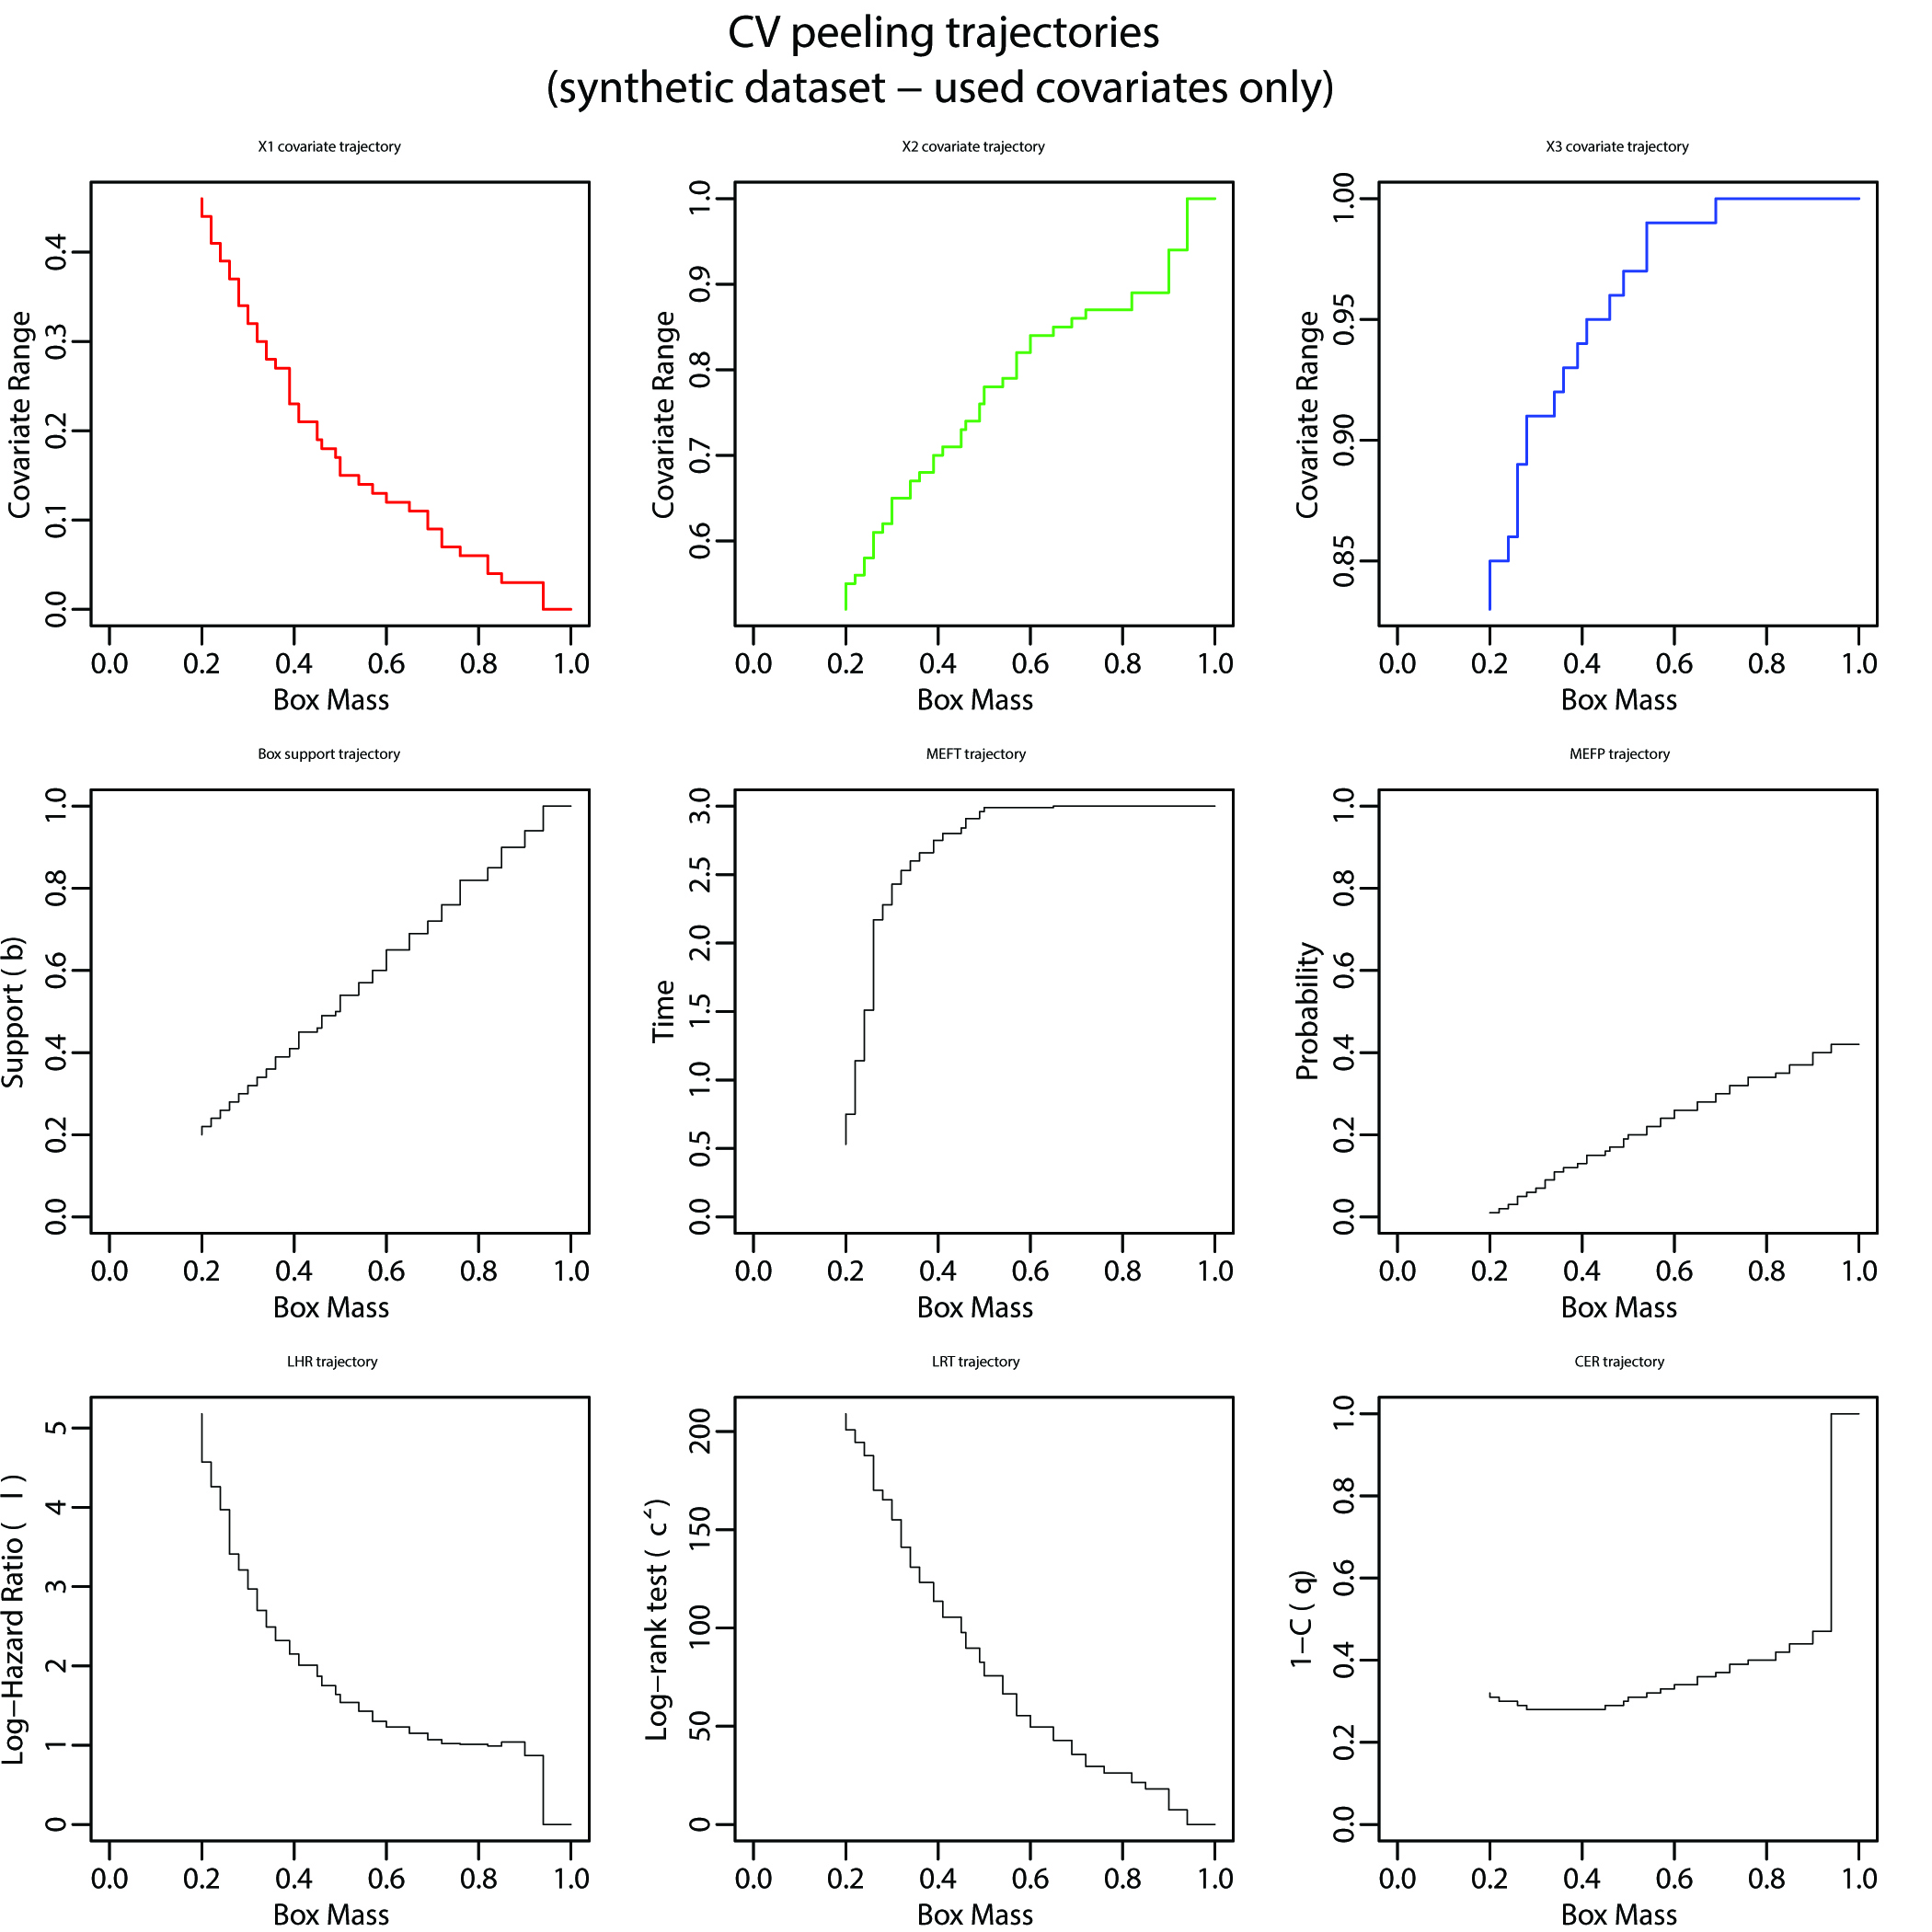 CV peeling trajectories
(synthetic dataset – used covariates only)
X1 covariate trajectory
Covariate Range
0.0 0.1 0.2 0.3 0.4
0.0 0.2 0.4 0.6 0.8 1.0
Box Mass
X2 covariate trajectory
Covariate Range
0.6 0.7 0.8 0.9 1.0
0.0 0.2 0.4 0.6 0.8 1.0
Box Mass
X3 covariate trajectory
Covariate Range
0.85 0.90 0.95 1.00
0.0 0.2 0.4 0.6 0.8 1.0
Box Mass
Box support trajectory
Support ( b)
0.0 0.2 0.4 0.6 0.8 1.0
0.0 0.2 0.4 0.6 0.8 1.0
Box Mass
MEFT trajectory
Time
0.0 0.5 1.0 1.5 2.0 2.5 3.0
0.0 0.2 0.4 0.6 0.8 1.0
Box Mass
MEFP trajectory
Probability
0.0 0.2 0.4 0.6 0.8 1.0
0.0 0.2 0.4 0.6 0.8 1.0
Box Mass
LHR trajectory
Log–Hazard Ratio ( l )
0 1 2 3 4 5
0.0 0.2 0.4 0.6 0.8 1.0
Box Mass
LRT trajectory
Log–rank test ( c²)
0 50 100 150 200
0.0 0.2 0.4 0.6 0.8 1.0
Box Mass
CER trajectory
1–C ( q)
0.0 0.2 0.4 0.6 0.8 1.0
0.0 0.2 0.4 0.6 0.8 1.0
Box Mass